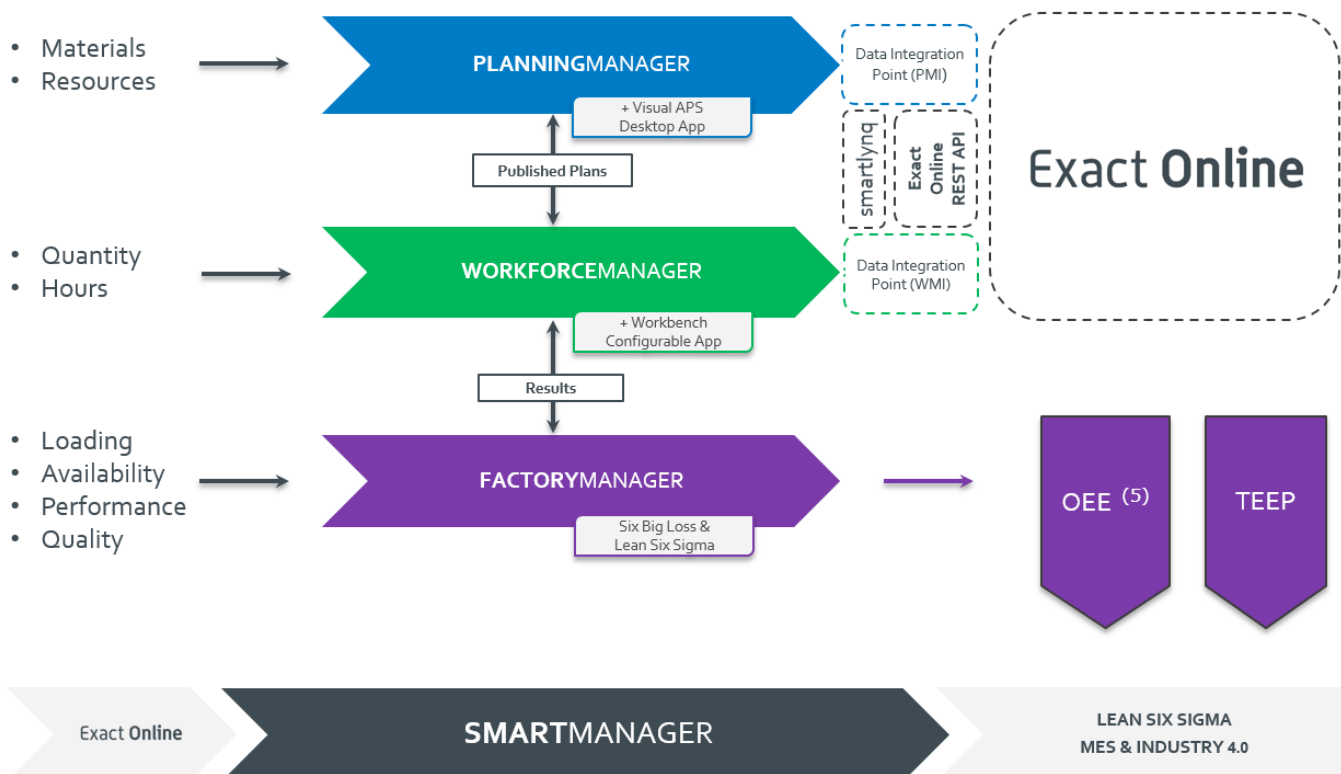 • Materials
• Resources
PLANNINGMANAGER
+ Visual APS
Desktop App
Data Integration
Point (PMI)
smartlynq
Exact
Online
REST API
Exact Online
Published Plans
• Quantity
• Hours
WORKFORCEMANAGER
+ Workbench
Configurable App
Data Integration
Point (WMI)
Results
• Loading
• Availability
• Performance
• Quality
FACTORYMANAGER
Six Big Loss &
Lean Six Sigma
OEE (5)
TEEP
Exact Online
SMARTMANAGER
LEAN SIX SIGMA
MES & INDUSTRY 4.0